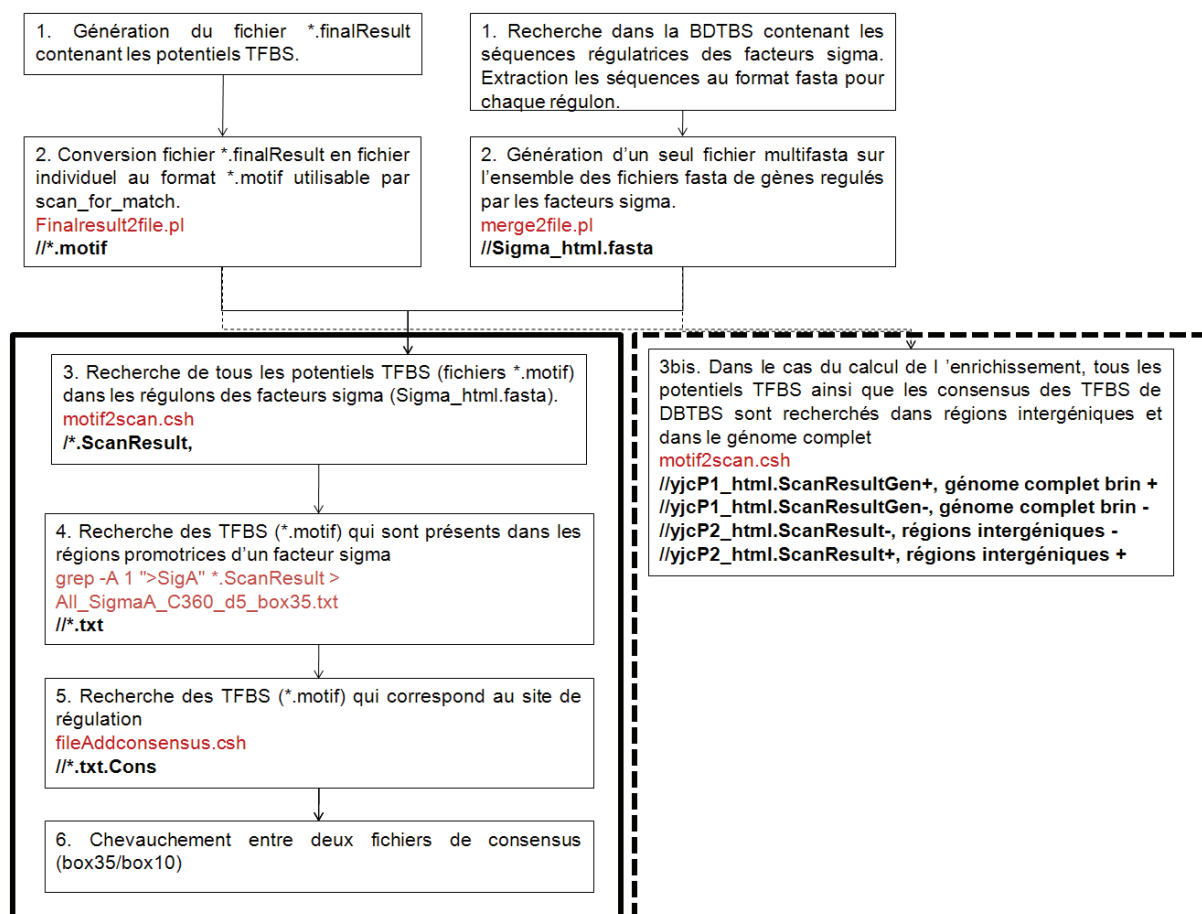 1. Génération du fichier *.finalResult
contenant les potentiels TFBS.
1. Recherche dans la BDTBS contenant les
séquences régulatrices des facteurs sigma.
Extraction les séquences au format fasta pour
chaque régulon.
2. Conversion fichier *.finalResult en fichier
individuel au format *.motif utilisable par
scan_for_match.
Finalresult2file.pl
//*.motif
2. Génération d'un seul fichier multifasta sur
l'ensemble des fichiers fasta de gènes regulés
par les facteurs sigma.
merge2file.pl
//Sigma_html.fasta
3. Recherche de tous les potentiels TFBS (fichiers *.motif)
dans les régulons des facteurs sigma (Sigma_html.fasta).
motif2scan.csh
/*.ScanResult,
4. Recherche des TFBS (*.motif) qui sont présents dans les
régions promotrices d'un facteur sigma
grep -A 1 ">SigA" *.ScanResult >
All_SigmaA_C360_d5_box35.txt
//*.txt
5. Recherche des TFBS (*.motif) qui correspond au site de
régulation
fileAddconsensus.csh
//*.txt.Cons
6. Chevauchement entre deux fichiers de consensus
(box35/box10)
3bis. Dans le cas du calcul de l 'enrichissement, tous les
potentiels TFBS ainsi que les consensus des TFBS de
DBTBS sont recherchés dans régions intergéniques et
dans le génome complet
motif2scan.csh
//yjcP1_html.ScanResultGen+, génome complet brin +
//yjcP1_html.ScanResultGen-, génome complet brin -
//yjcP2_html.ScanResult-, régions intergéniques -
//yjcP2_html.ScanResult+, régions intergéniques +